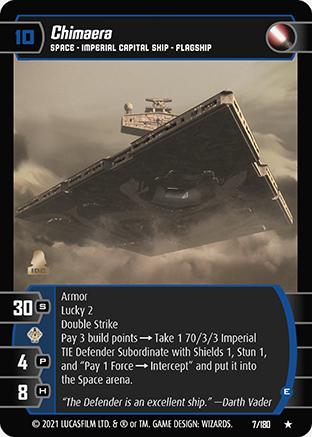 10
Chimaera
SPACE - IMPERIAL CAPITAL SHIP - FLAGSHIP
IDC
30 S
4 P
8 H
Armor
Lucky 2
Double Strike
Pay 3 build points → Take 1 70/3/3 Imperial
TIE Defender Subordinate with Shields 1, Stun 1,
and “Pay 1 Force → Intercept” and put it into
the Space arena.
“The Defender is an excellent ship.” —Darth Vader
E
© 2021 LUCASFILM LTD. & ® or TM. GAME DESIGN: WIZARDS.
7/180 ★